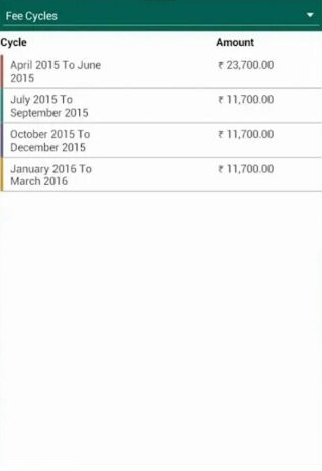 Fee Cycles
Cycle Amount
April 2015 To June ₹ 23,700.00
2015
July 2015 To ₹ 11,700.00
September 2015
October 2015 To ₹ 11,700.00
December 2015
January 2016 To ₹ 11,700.00
March 2016